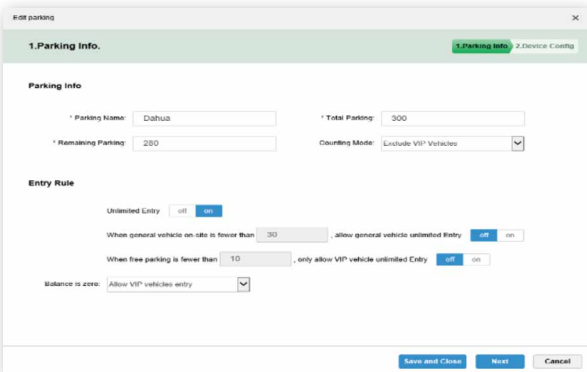 Edit parking
1.Parking Info.
1.Parking Info 2.Device Config
Parking Info
* Parking Name: Dahua * Total Parking: 300
* Remaining Parking: 280 Counting Mode: Exclude VIP Vehicles
Entry Rule
Unlimited Entry off on
When general vehicle on-site is fewer than 30 , allow general vehicle unlimited Entry off on
When free parking is fewer than 10 , only allow VIP vehicle unlimited Entry off on
Balance is zero: Allow VIP vehicles entry
Save and Close Next Cancel